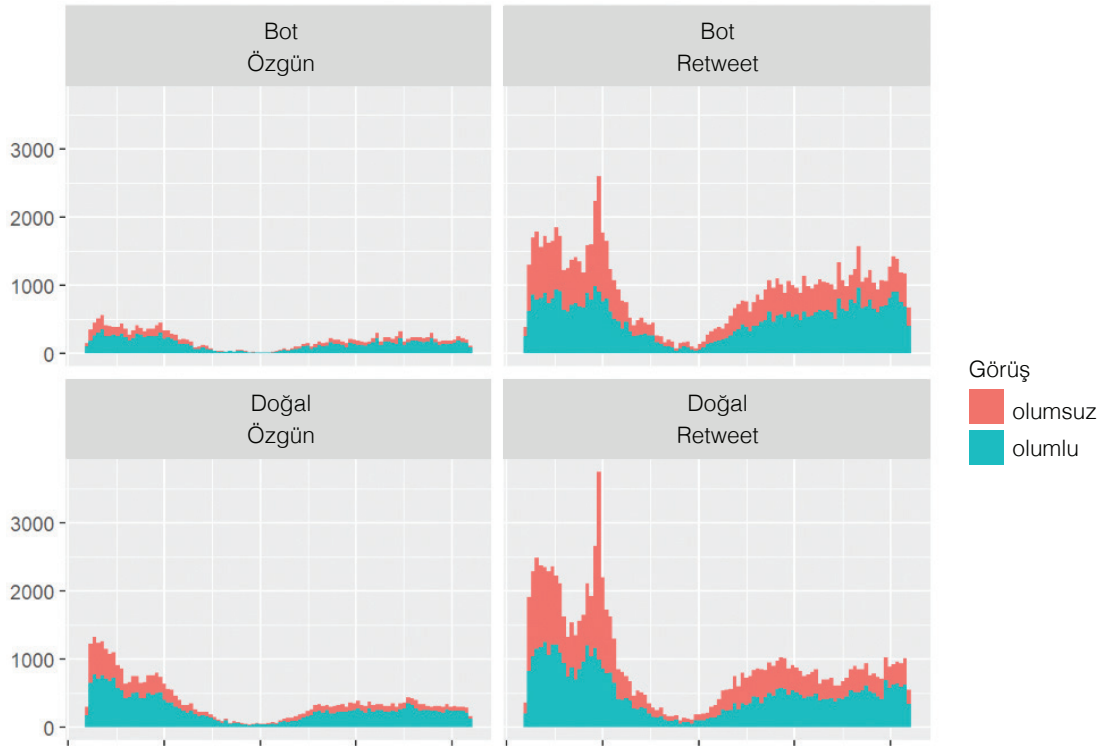 Bot
Özgün
Bot
Retweet
3000
2000
1000
0
Doğal
Özgün
Doğal
Retweet
3000
2000
1000
0
Görüş
olumsuz
olumlu